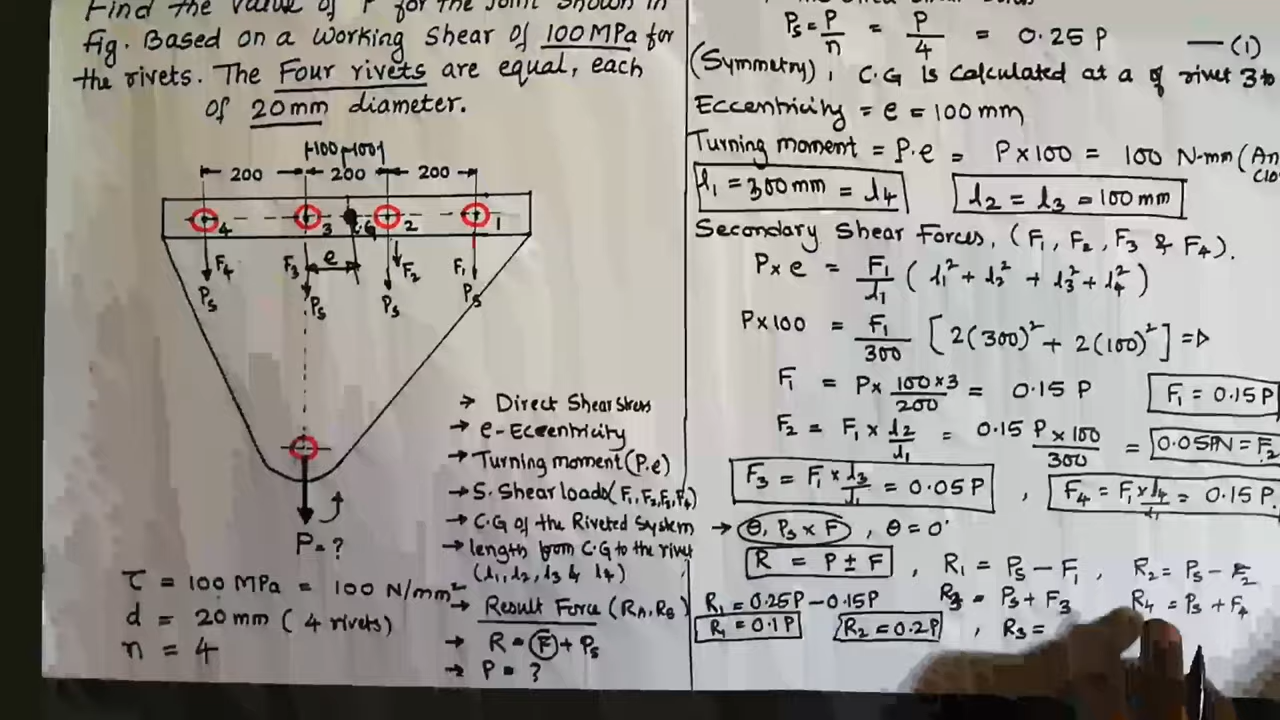 Find the value of P for the Joint Shown in
Fig. Based on a working Shear of 100 MPa for
the rivets. The Four rivets are equal, each
of 20mm diameter.
100 100
200 200 200 200
4 3 C.G 2 1
F4 F3 e F2 F1
Ps Ps Ps Ps
P = ?
τ = 100 MPa = 100 N/mm²
d = 20mm ( 4 rivets)
n = 4
→ Direct Shear Stress
→ e-Eccentricity
→ Turning moment (P.e)
→ S. Shear loads (F1, F2, F3, F4)
→ C.G of the Riveted System
→ length from C.G to the rivet
(l1, l2, l3 & l4)
→ Result Force (RA, RB)
→ R = F + Ps
→ P = ?
Ps = P/n = P/4 = 0.25 P —(1)
(Symmetry), C.G is calculated at a of rivet 3 to
Eccentricity = e = 100 mm
Turning moment = P.e = P×100 = 100 N-mm (
l1 = 300 mm = l4 l2 = l3 = 100 mm
Secondary Shear Forces, (F1, F2, F3 & F4).
P×e = F1/l1 ( l1² + l2² + l3² + l4² )
P×100 = F1/300 [ 2(300)² + 2(100)² ] ⇒
F1 = P× 100×3/200 = 0.15 P F1 = 0.15 P
F2 = F1 × l2/l1 = 0.15 P×100/300 = 0.05PN = F2
F3 = F1 × l3/l1 = 0.05 P , F4 = F1 × l4/l1 = 0.15 P.
→ θ, Ps × F , θ = 0°
R = P ± F , R1 = Ps − F1 , R2 = Ps − F2
R1 = 0.25P − 0.15P R3 = Ps + F3 R4 = Ps + F4
R1 = 0.1 P R2 = 0.2P , R3 =